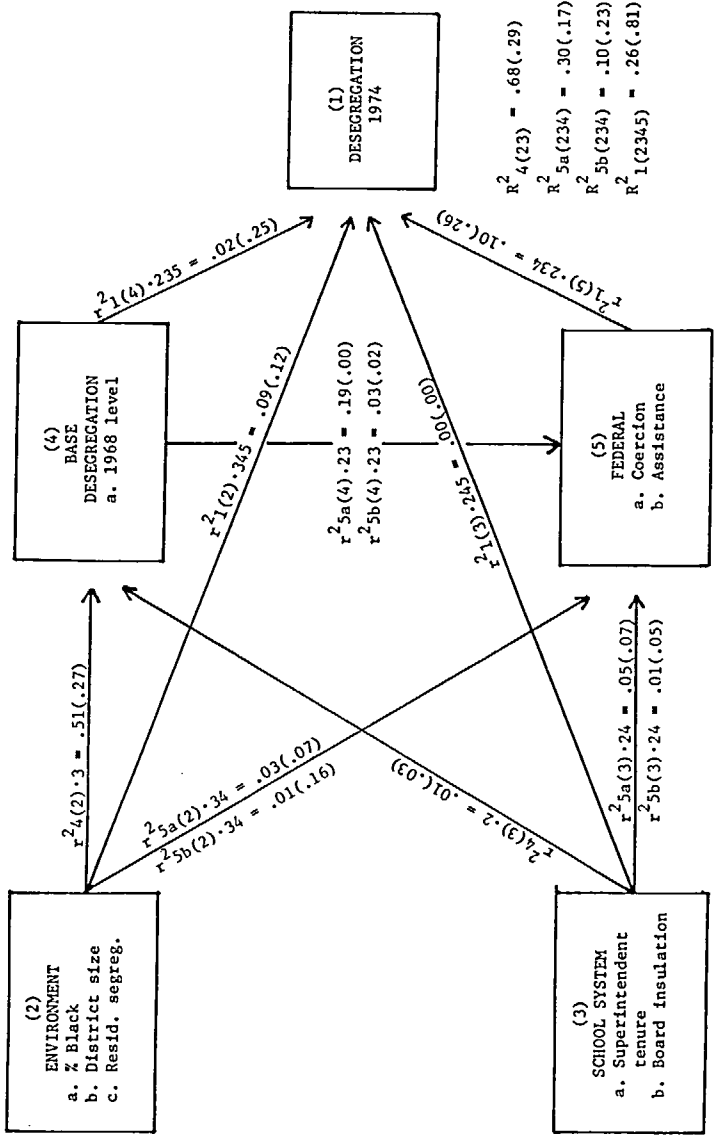 (2)
ENVIRONMENT
a. % Black
b. District size
c. Resid. segreg.
(3)
SCHOOL SYSTEM
a. Superintendent
tenure
b. Board insulation
(4)
BASE
DESEGREGATION
a. 1968 level
(5)
FEDERAL
a. Coercion
b. Assistance
(1)
DESEGREGATION
1974
r²4(2)·3 = .51(.27)
r²1(4)·235 = .02(.25)
r²1(2)·345 = .09(.12)
r²5a(2)·34 = .03(.07)
r²5b(2)·34 = .01(.16)
r²5a(4)·23 = .19(.00)
r²5b(4)·23 = .03(.02)
r²4(3)·2 = .01(.03)
r²1(3)·245 = .00(.00)
r²5a(3)·24 = .05(.07)
r²5b(3)·24 = .01(.05)
r²1(5)·234 = .10(.26)
R²4(23) = .68(.29)
R²5a(234) = .30(.17)
R²5b(234) = .10(.23)
R²1(2345) = .26(.81)